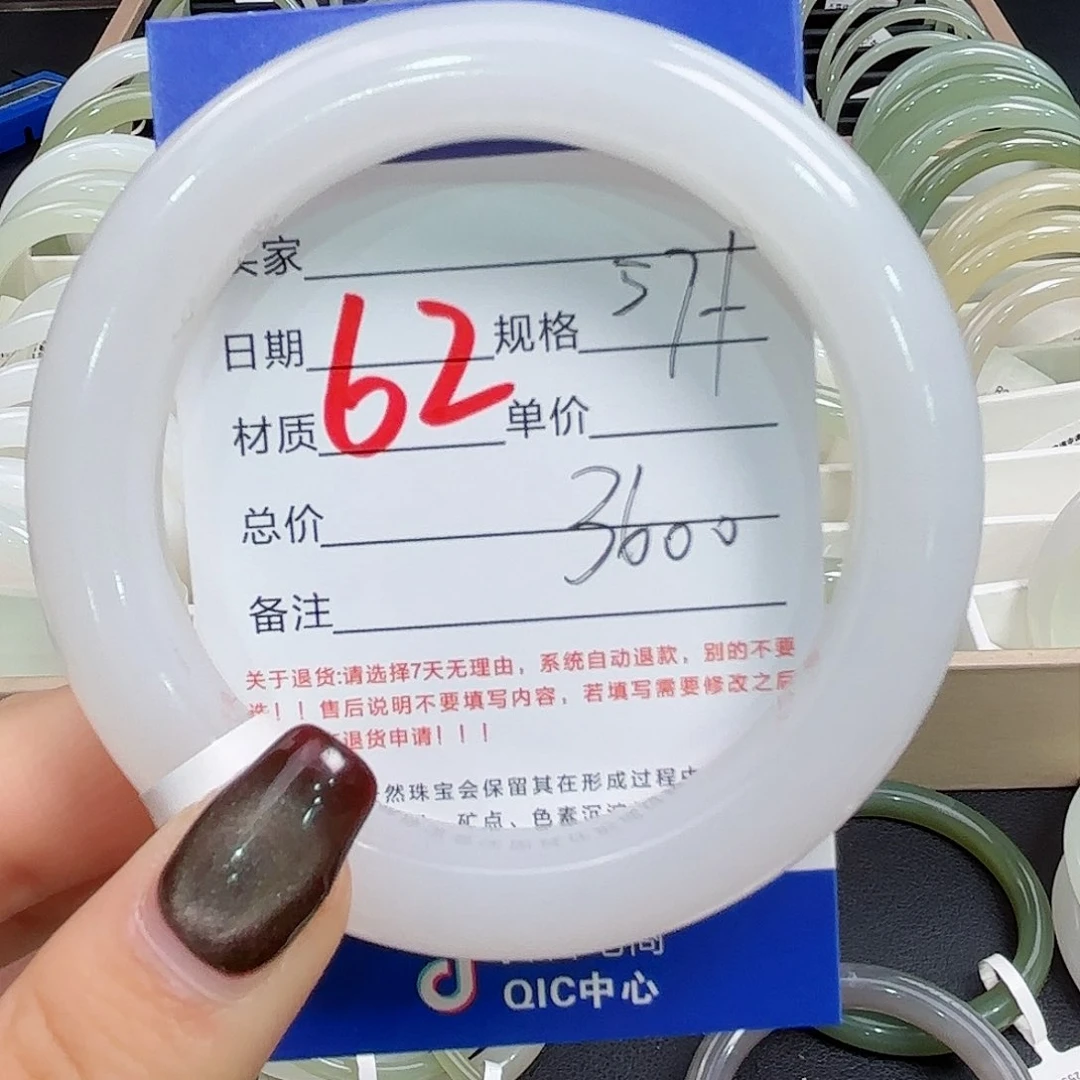 家 57+
日期 62 规格
材质 单价
总价 3600
备注
关于退货:请选择7天无理由，系统自动退款，别的不要
选！！售后说明不要填写内容，若填写需要修改之后
退货申请！！！
然珠宝会保留其在形成过程中
矿点、色素沉淀
QIC中心